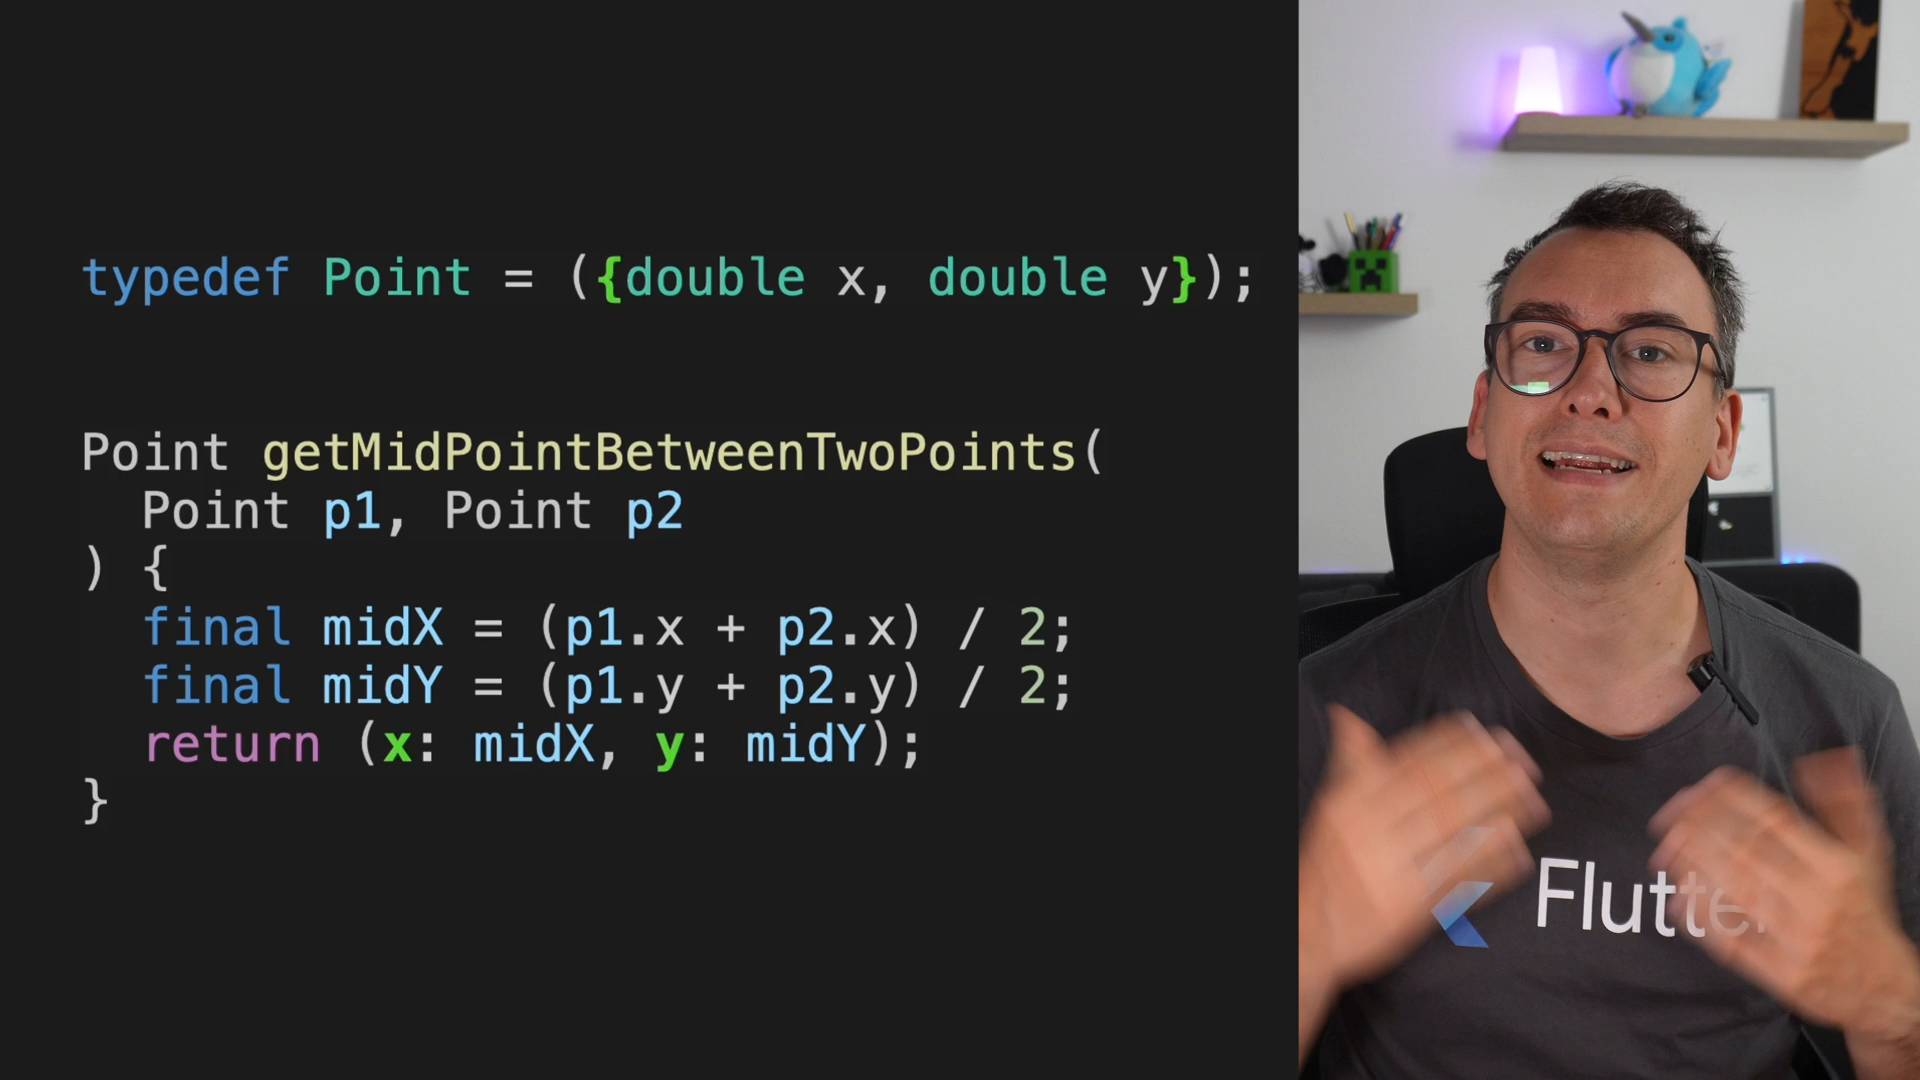 typedef Point = ({double x, double y});
Point getMidPointBetweenTwoPoints(
  Point p1, Point p2
) {
  final midX = (p1.x + p2.x) / 2;
  final midY = (p1.y + p2.y) / 2;
  return (x: midX, y: midY);
}
Flutter